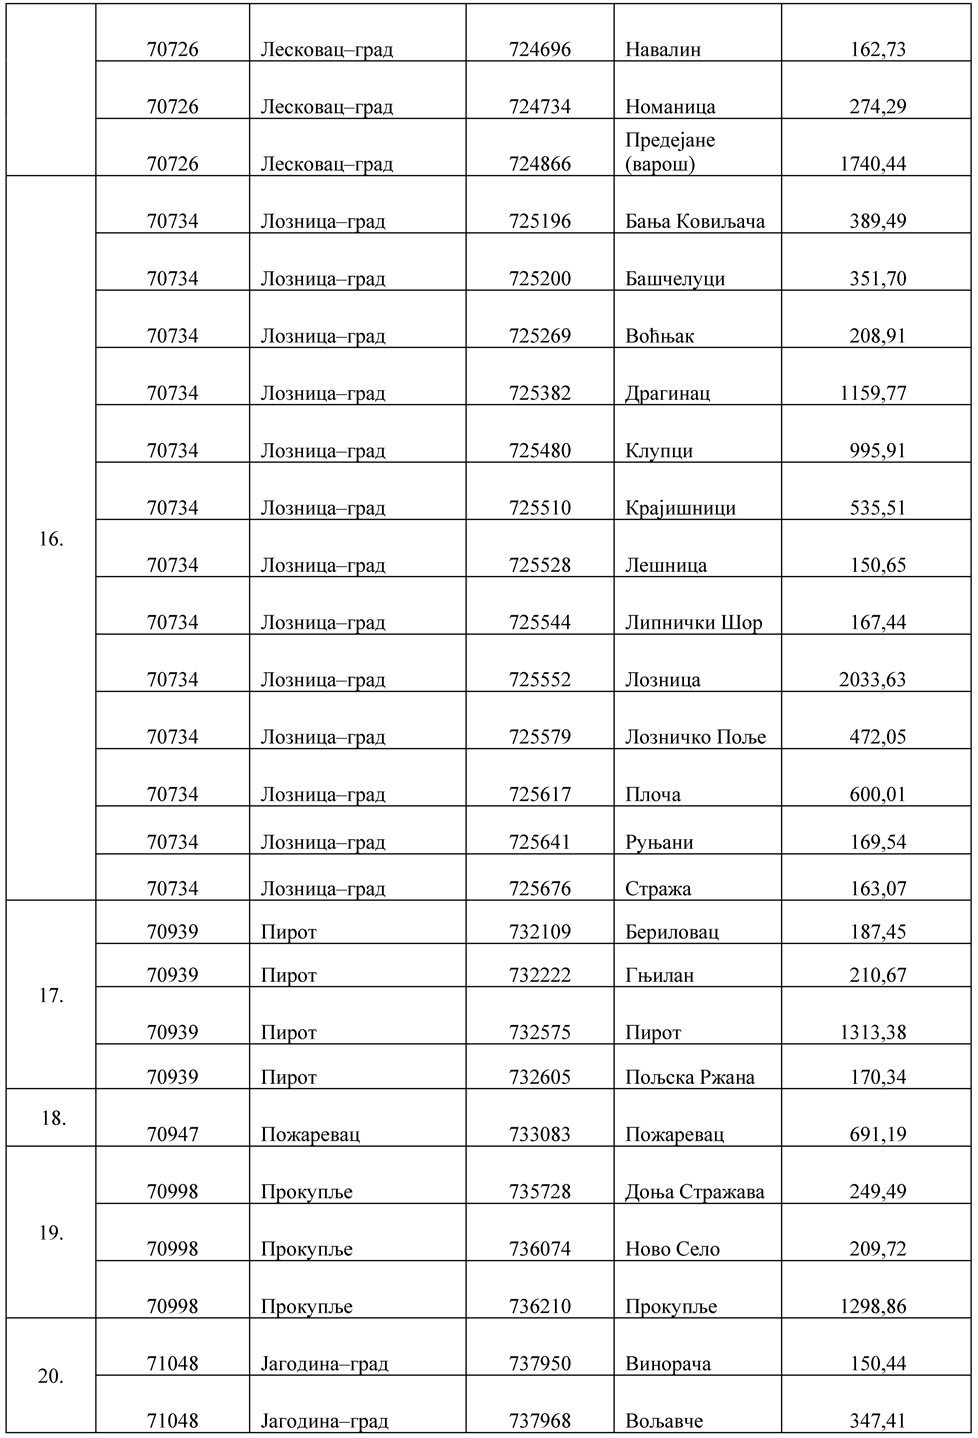 70726 Лесковац–град 724696 Навалин 162,73
70726 Лесковац–град 724734 Номаница 274,29
Предејане
70726 Лесковац–град 724866 (варош) 1740,44
70734 Лозница–град 725196 Бања Ковиљача 389,49
70734 Лозница–град 725200 Башчелуци 351,70
70734 Лозница–град 725269 Воћњак 208,91
70734 Лозница–град 725382 Драгинац 1159,77
70734 Лозница–град 725480 Клупци 995,91
70734 Лозница–град 725510 Крајишници 535,51
16.
70734 Лозница–град 725528 Лешница 150,65
70734 Лозница–град 725544 Липнички Шор 167,44
70734 Лозница–град 725552 Лозница 2033,63
70734 Лозница–град 725579 Лозничко Поље 472,05
70734 Лозница–град 725617 Плоча 600,01
70734 Лозница–град 725641 Руњани 169,54
70734 Лозница–град 725676 Стража 163,07
70939 Пирот 732109 Бериловац 187,45
70939 Пирот 732222 Гњилан 210,67
17.
70939 Пирот 732575 Пирот 1313,38
70939 Пирот 732605 Пољска Ржана 170,34
18.
70947 Пожаревац 733083 Пожаревац 691,19
70998 Прокупље 735728 Доња Стражава 249,49
19.
70998 Прокупље 736074 Ново Село 209,72
70998 Прокупље 736210 Прокупље 1298,86
71048 Јагодина–град 737950 Винорача 150,44
20.
71048 Јагодина–град 737968 Вољавче 347,41